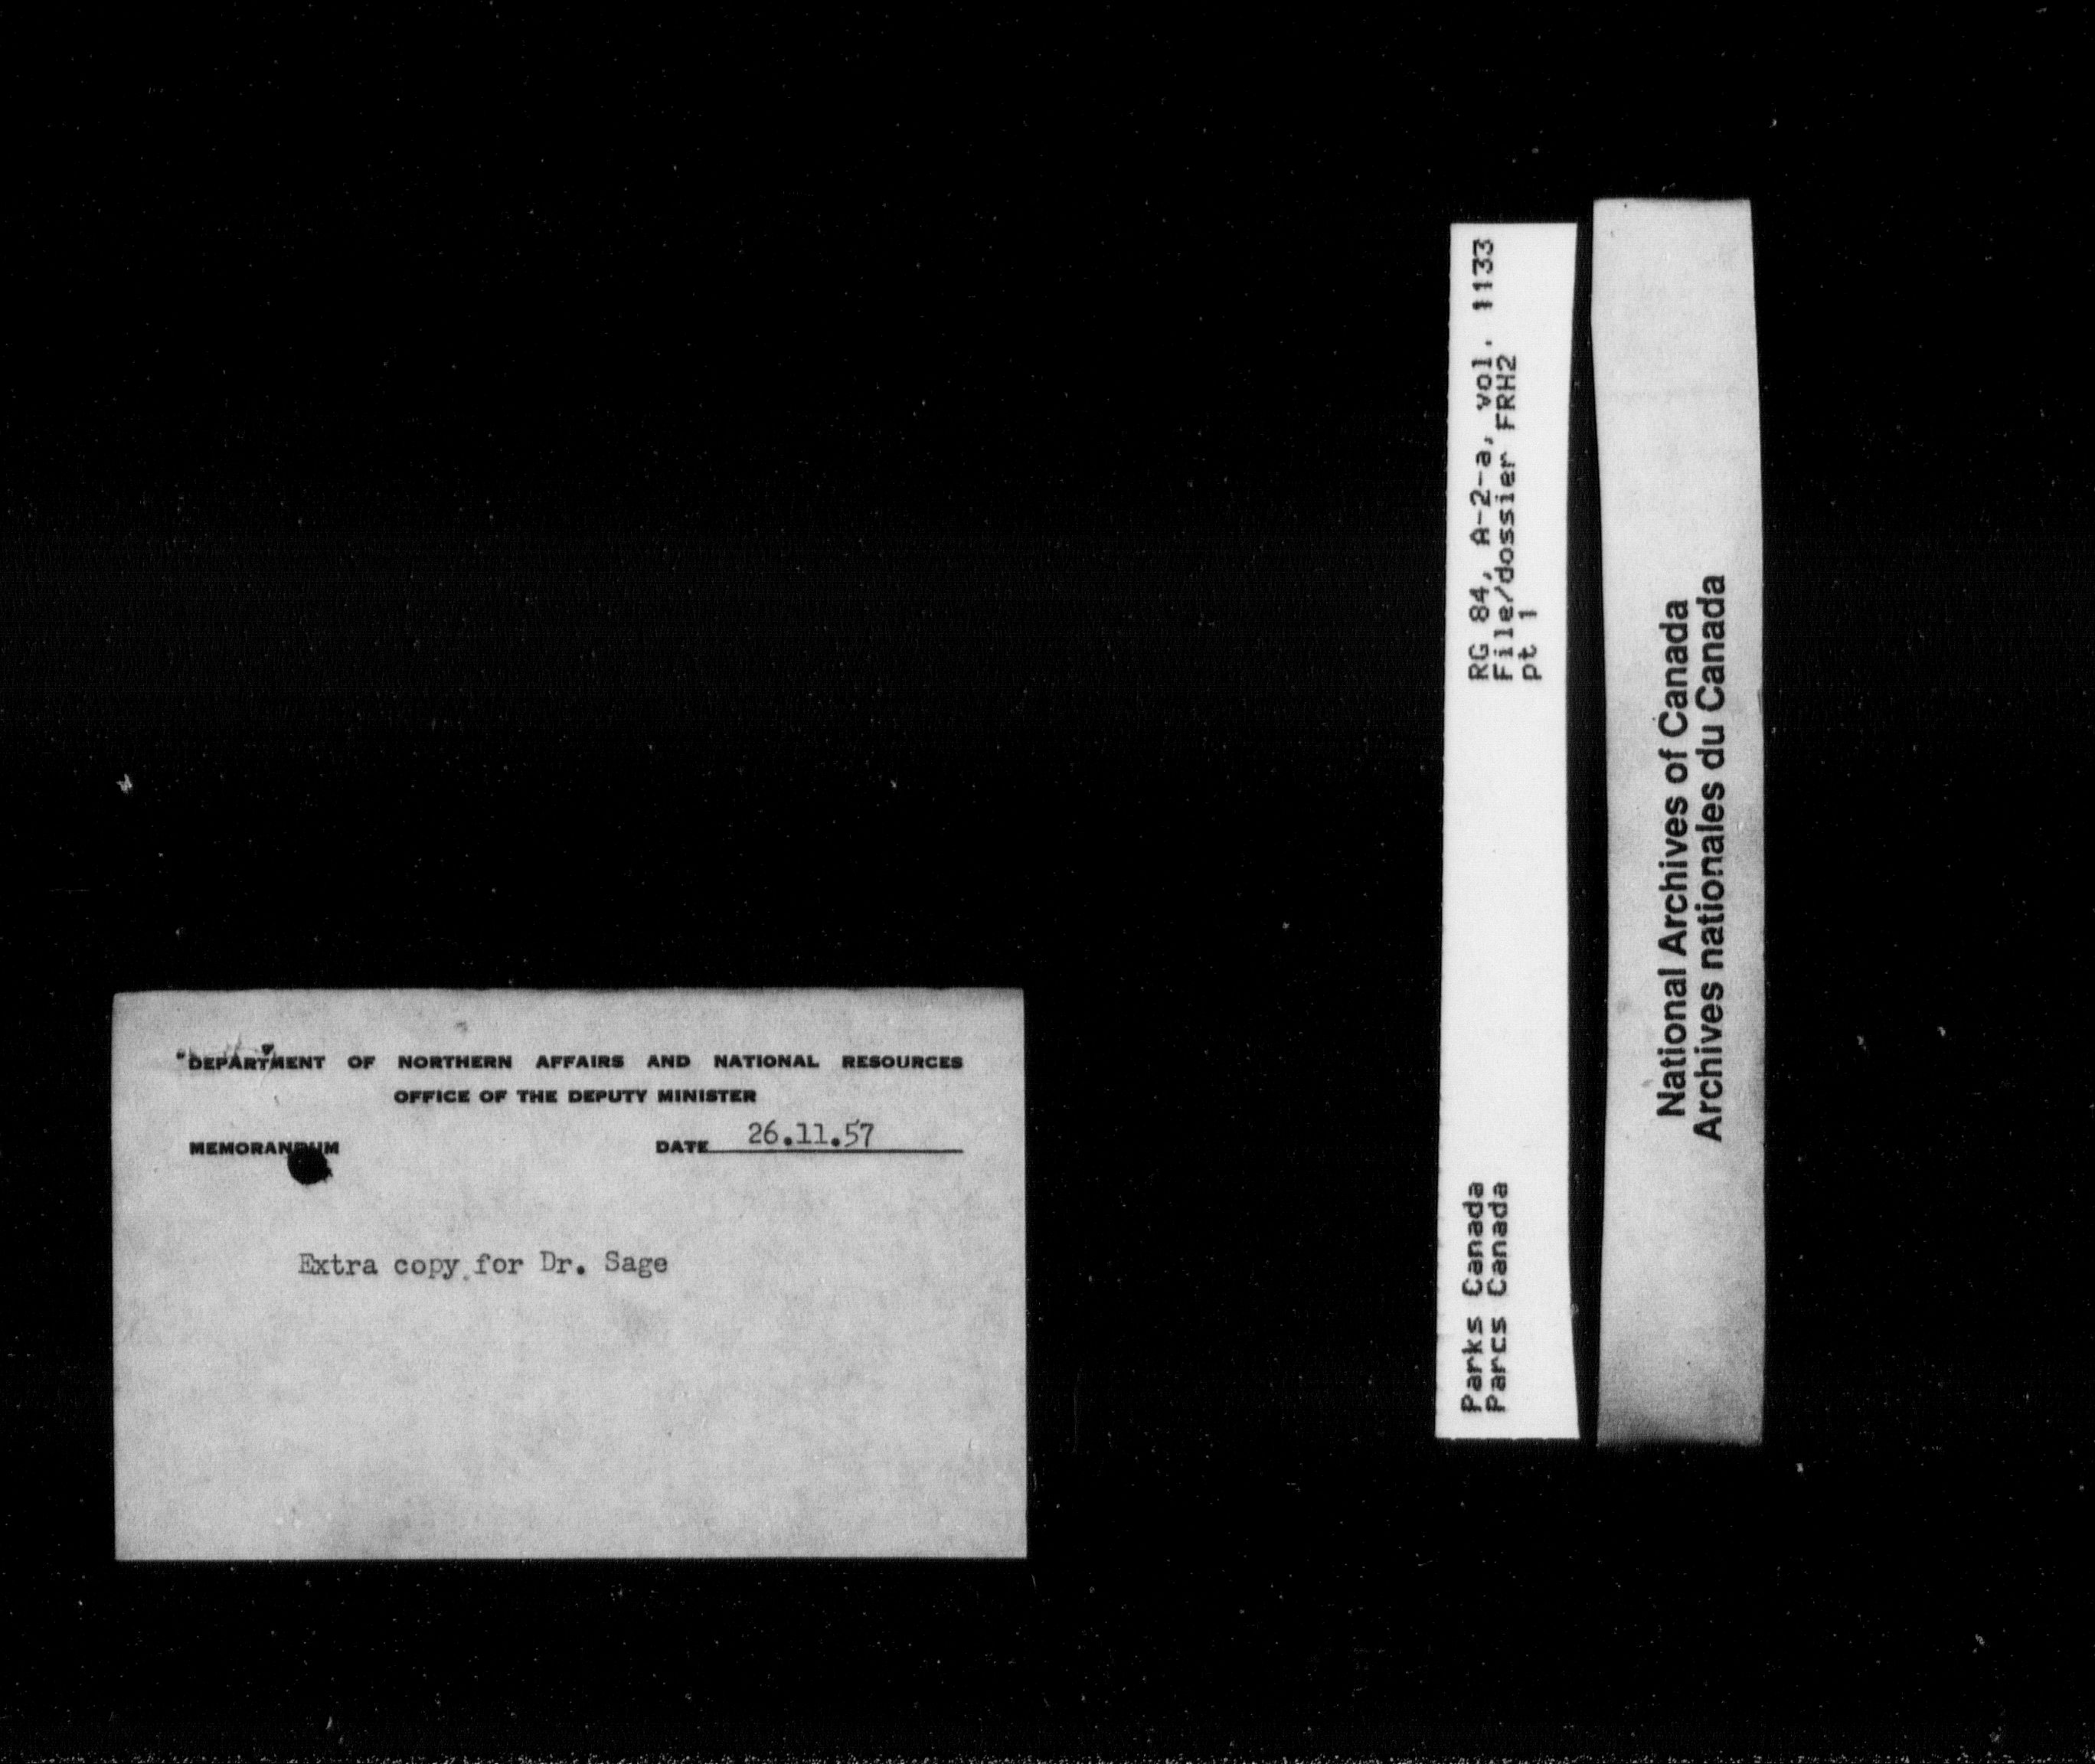 DEPARTMENT OF NORTHERN AFFAIRS AND NATIONAL RESOURCES
OFFICE OF THE DEPUTY MINISTER
MEMORANDUM DATE 26.11.57
Extra copy for Dr. Sage
Parks Canada RG 84, A-2-a, vol. 1133
Parcs Canada File/dossier FRH2
pt 1
National Archives of Canada
Archives nationales du Canada